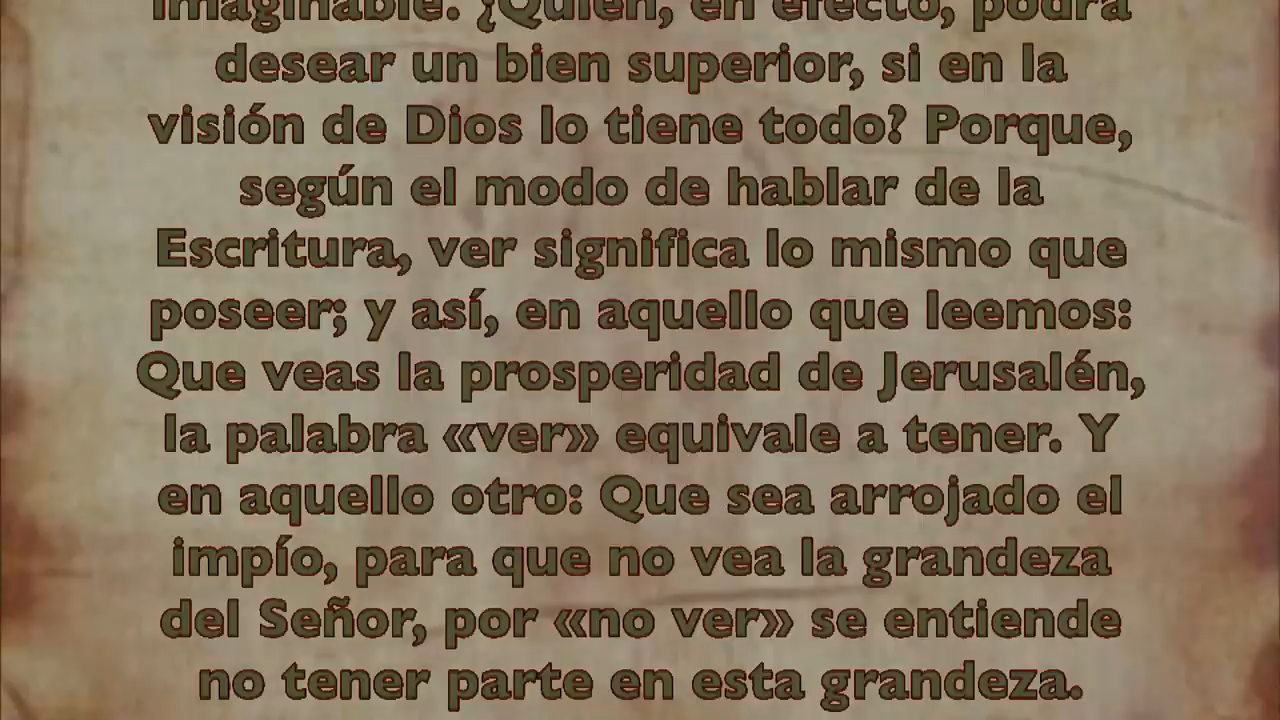 imaginable. ¿Quién, en efecto, podrá
desear un bien superior, si en la
visión de Dios lo tiene todo? Porque,
según el modo de hablar de la
Escritura, ver significa lo mismo que
poseer; y así, en aquello que leemos:
Que veas la prosperidad de Jerusalén,
la palabra «ver» equivale a tener. Y
en aquello otro: Que sea arrojado el
impío, para que no vea la grandeza
del Señor, por «no ver» se entiende
no tener parte en esta grandeza.